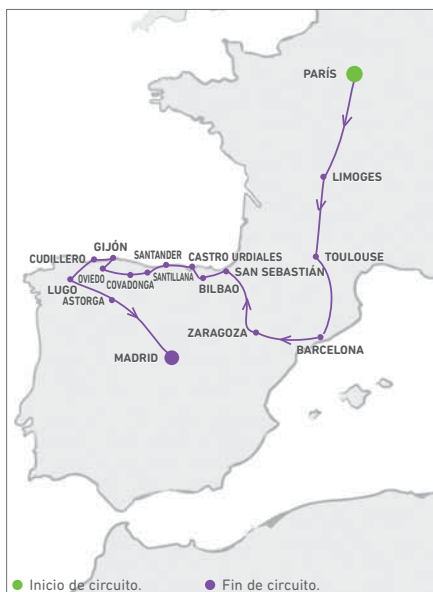 PARÍS
LIMOGES
TOULOUSE
GIJÓN
CUDILLERO
SANTANDER
CASTRO URDIALES
OVIEDO
COVADONGA
SANTILLANA
SAN SEBASTIÁN
BILBAO
LUGO
ASTORGA
ZARAGOZA
BARCELONA
MADRID
Inicio de circuito.
Fin de circuito.